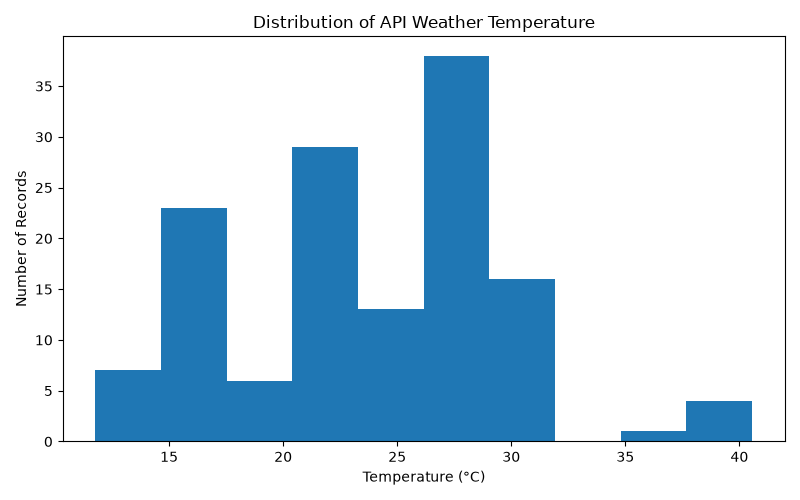 Distribution of API Weather Temperature
Number of Records
35
30
25
20
15
10
5
0
15 20 25 30 35 40
Temperature (°C)